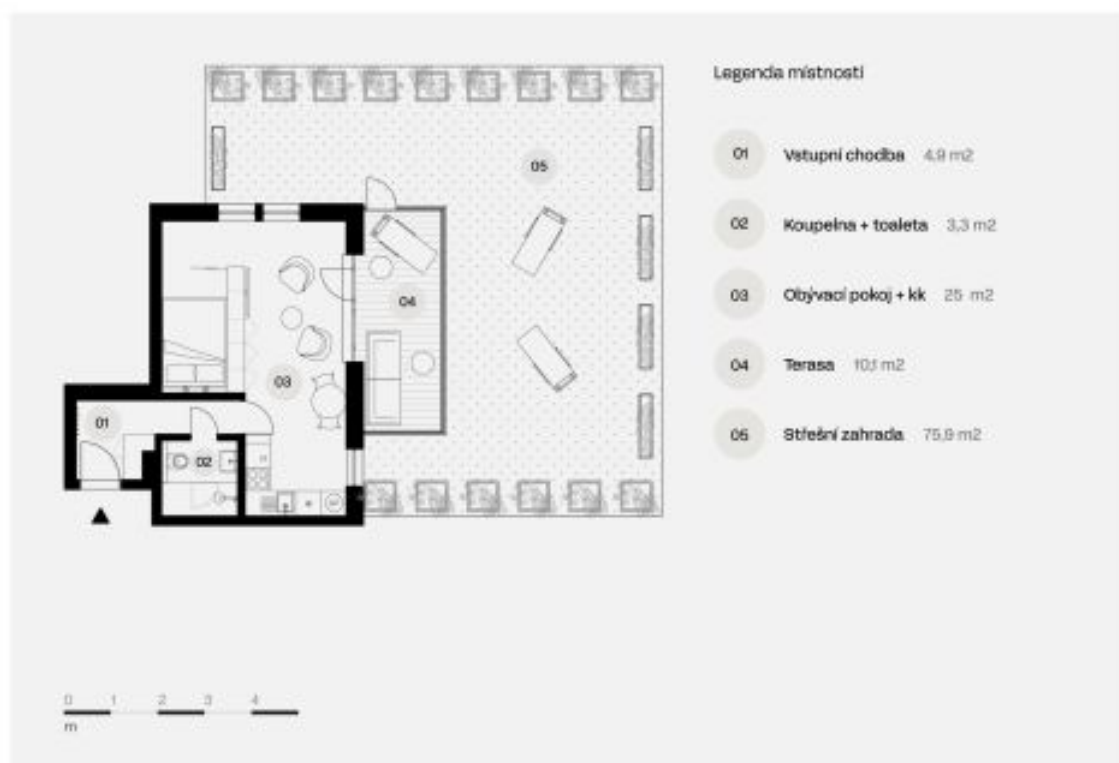 Legenda místností
01 Vstupní chodba 4,9 m2
02 Koupelna + toaleta 3,3 m2
03 Obývací pokoj + kk 25 m2
04 Terasa 10,1 m2
05 Střešní zahrada 75,9 m2
05
04
03
01
02
0 1 2 3 4
m